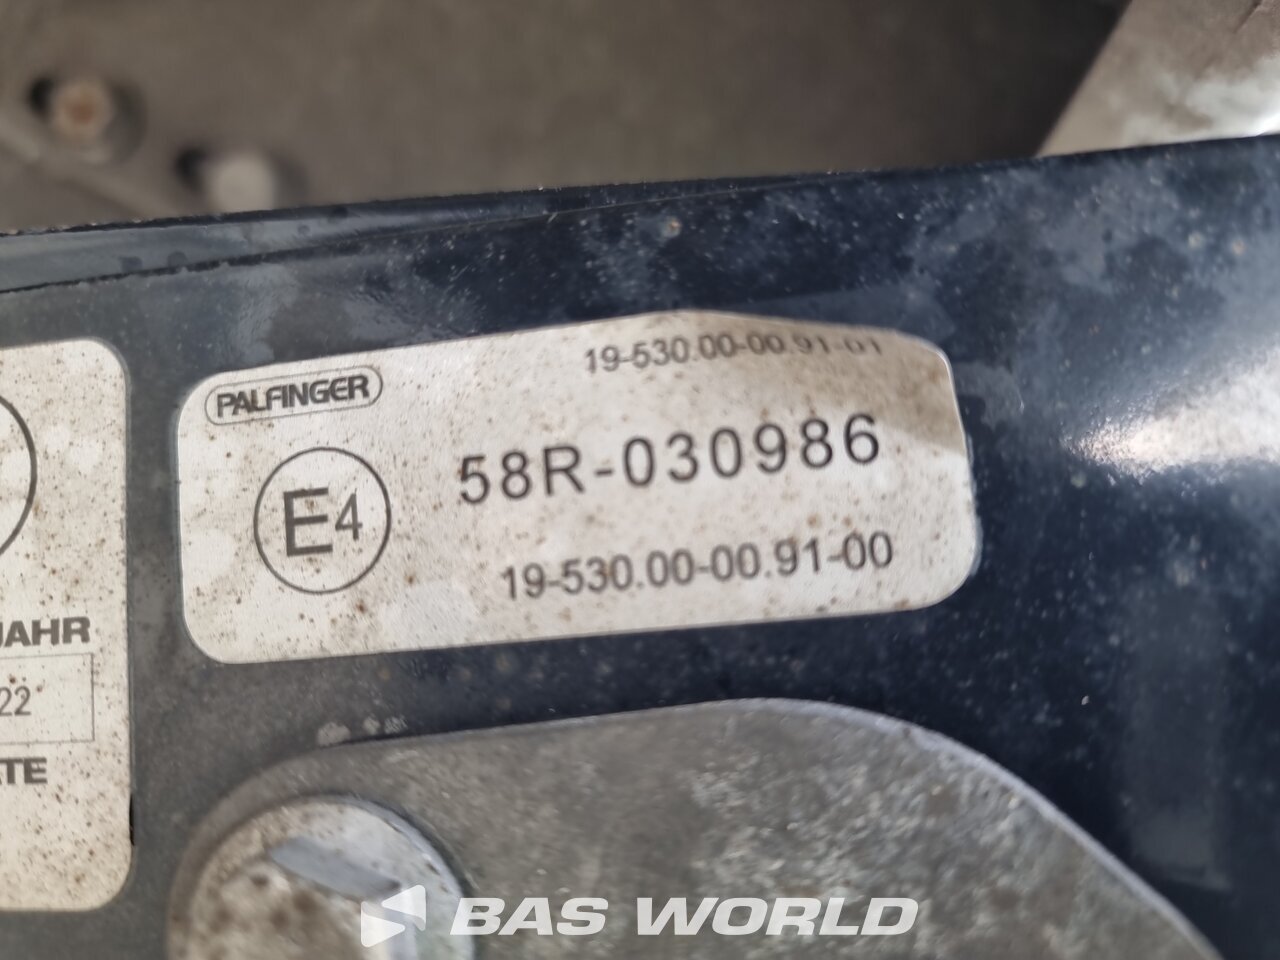 PALFINGER
19-530.00-00.91-01
E4
58R-030986
19-530.00-00.91-00
JAHR
22
TE
BAS WORLD